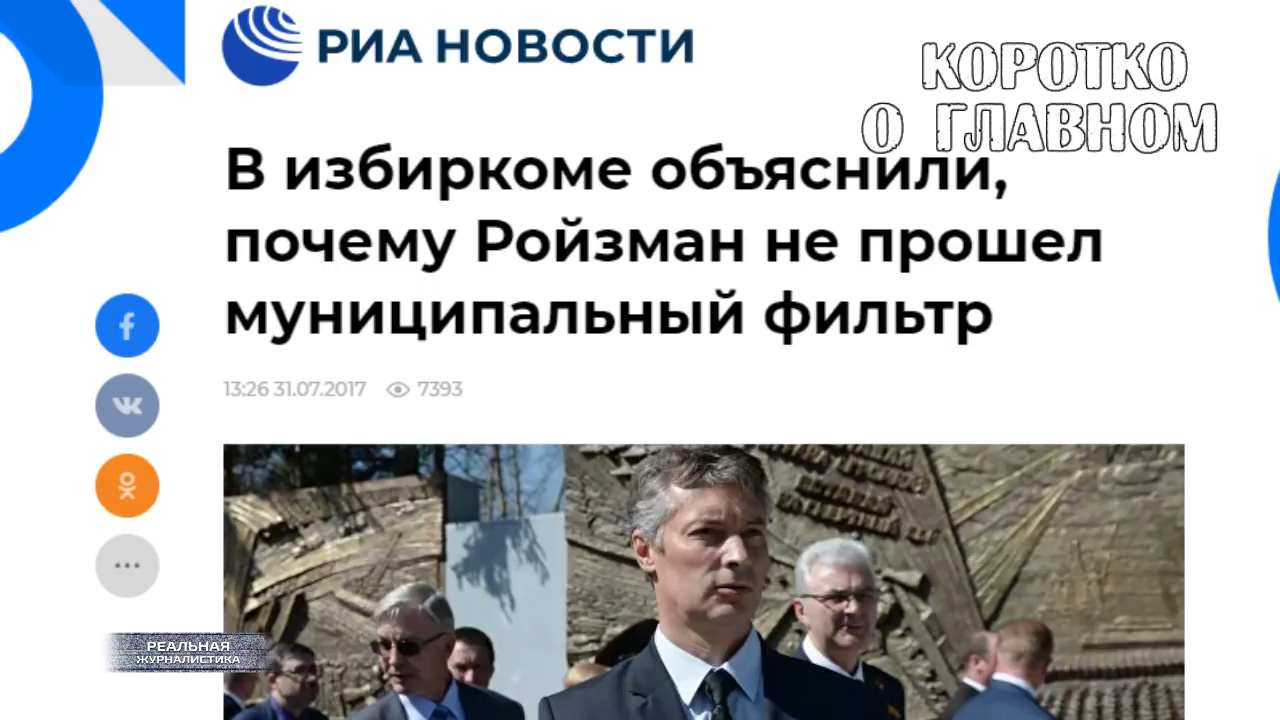 РИА НОВОСТИ
КОРОТКО
О ГЛАВНОМ
В избиркоме объяснили,
почему Ройзман не прошел
муниципальный фильтр
13:26 31.07.2017 7393
РЕАЛЬНАЯ
ЖУРНАЛИСТИКА